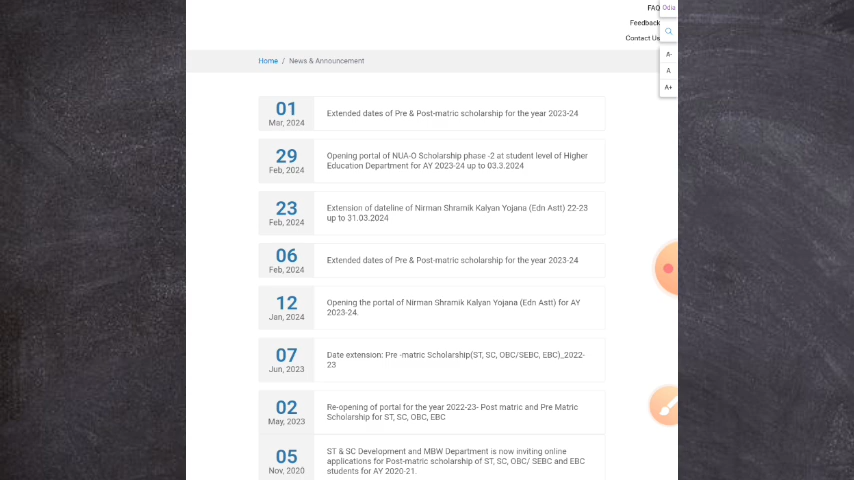 FAQ
Odia
Feedback
Contact Us
A-
A
A+
Home / News & Announcement
01
Mar, 2024
Extended dates of Pre & Post-matric scholarship for the year 2023-24
29
Feb, 2024
Opening portal of NUA-O Scholarship phase -2 at student level of Higher
Education Department for AY 2023-24 up to 03.3.2024
23
Feb, 2024
Extension of dateline of Nirman Shramik Kalyan Yojana (Edn Astt) 22-23
up to 31.03.2024
06
Feb, 2024
Extended dates of Pre & Post-matric scholarship for the year 2023-24
12
Jan, 2024
Opening the portal of Nirman Shramik Kalyan Yojana (Edn Astt) for AY
2023-24.
07
Jun, 2023
Date extension: Pre -matric Scholarship(ST, SC, OBC/SEBC, EBC)_2022-
23
02
May, 2023
Re-opening of portal for the year 2022-23- Post matric and Pre Matric
Scholarship for ST, SC, OBC, EBC
05
Nov, 2020
ST & SC Development and MBW Department is now inviting online
applications for Post-matric scholarship of ST, SC, OBC/ SEBC and EBC
students for AY 2020-21.